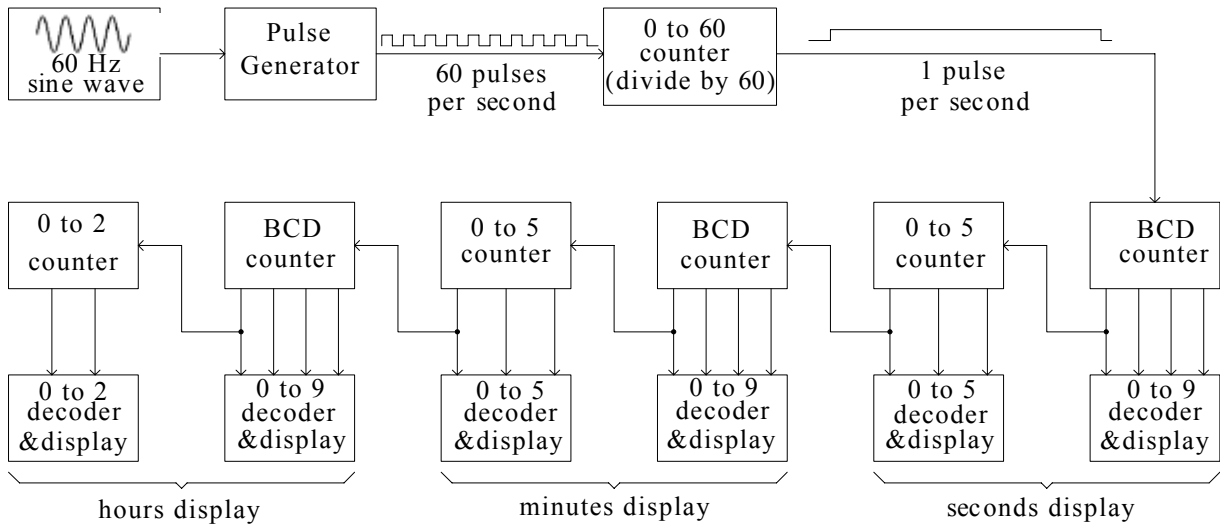 60 Hz
sine wave
Pulse
Generator
60 pulses
per second
0 to 60
counter
(divide by 60)
1 pulse
per second
0 to 2
counter
BCD
counter
0 to 5
counter
BCD
counter
0 to 5
counter
BCD
counter
0 to 2
decoder
&display
0 to 9
decoder
&display
0 to 5
decoder
&display
0 to 9
decoder
&display
0 to 5
decoder
&display
0 to 9
decoder
&display
hours display
minutes display
seconds display